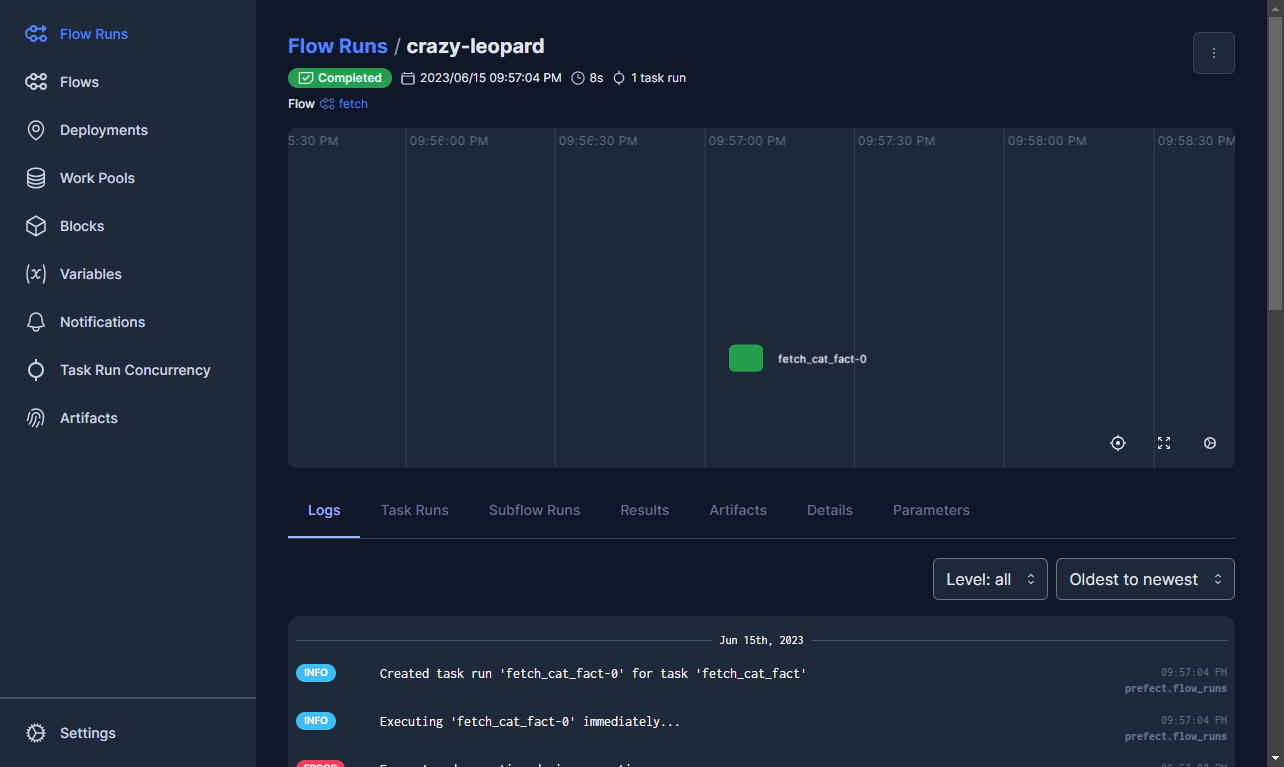 Flow Runs
Flows
Deployments
Work Pools
Blocks
Variables
Notifications
Task Run Concurrency
Artifacts
Settings
Flow Runs / crazy-leopard
Completed 2023/06/15 09:57:04 PM 8s 1 task run
Flow fetch
5:30 PM 09:56:00 PM 09:56:30 PM 09:57:00 PM 09:57:30 PM 09:58:00 PM 09:58:30 PM
fetch_cat_fact-0
Logs Task Runs Subflow Runs Results Artifacts Details Parameters
Level: all Oldest to newest
Jun 15th, 2023
INFO Created task run 'fetch_cat_fact-0' for task 'fetch_cat_fact' 09:57:04 PM
prefect.flow_runs
INFO Executing 'fetch_cat_fact-0' immediately... 09:57:04 PM
prefect.flow_runs
ERROR